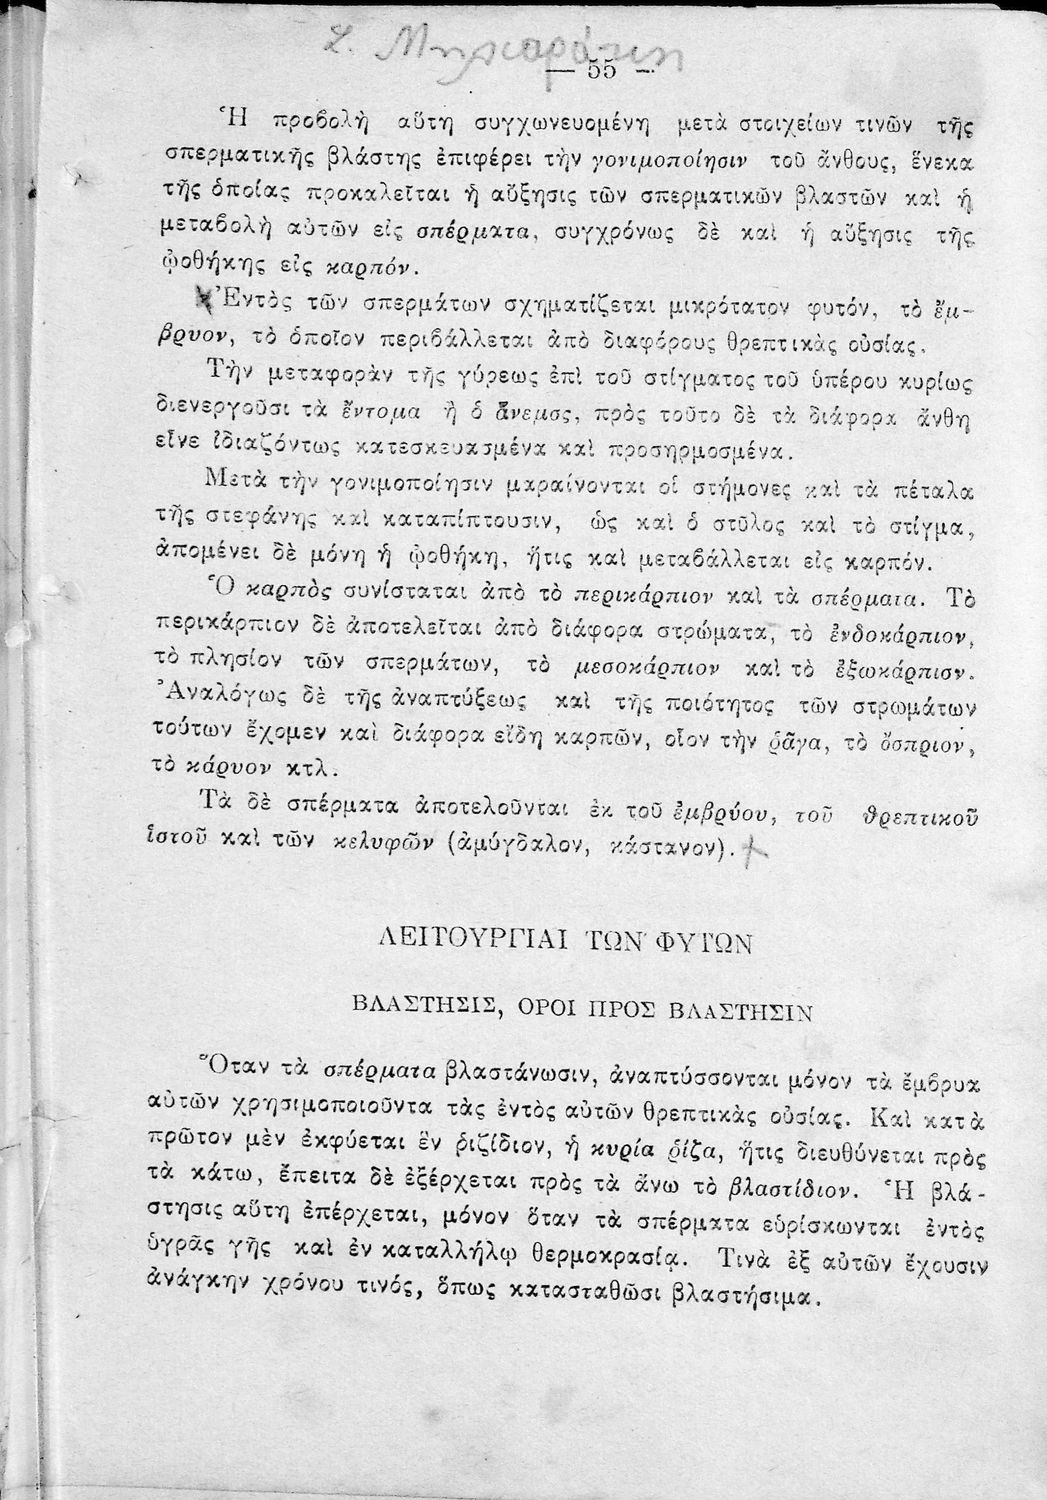 — 55 —
Ἡ προβολὴ αὕτη συγχωνευομένη μετὰ στοιχείων τινῶν τῆς
σπερματικῆς βλάστης ἐπιφέρει τὴν γονιμοποίησιν τοῦ ἄνθους, ἕνεκα
τῆς ὁποίας προκαλεῖται ἡ αὔξησις τῶν σπερματικῶν βλαστῶν καὶ ἡ
μεταβολὴ αὐτῶν εἰς σπέρματα, συγχρόνως δὲ καὶ ἡ αὔξησις τῆς
ᾠοθήκης εἰς καρπόν.
Ἐντὸς τῶν σπερμάτων σχηματίζεται μικρότατον φυτόν, τὸ ἔμ-
βρυον, τὸ ὁποῖον περιβάλλεται ἀπὸ διαφόρους θρεπτικὰς οὐσίας.
Τὴν μεταφορὰν τῆς γύρεως ἐπὶ τοῦ στίγματος τοῦ ὑπέρου κυρίως
διενεργοῦσι τὰ ἔντομα ἢ ὁ ἄνεμος, πρὸς τοῦτο δὲ τὰ διάφορα ἄνθη
εἶνε ἰδιαζόντως κατεσκευασμένα καὶ προσηρμοσμένα.
Μετὰ τὴν γονιμοποίησιν μαραίνονται οἱ στήμονες καὶ τὰ πέταλα
τῆς στεφάνης καὶ καταπίπτουσιν, ὡς καὶ ὁ στῦλος καὶ τὸ στίγμα,
ἀπομένει δὲ μόνη ἡ ᾠοθήκη, ἥτις καὶ μεταβάλλεται εἰς καρπόν.
Ὁ καρπὸς συνίσταται ἀπὸ τὸ περικάρπιον καὶ τὰ σπέρματα. Τὸ
περικάρπιον δὲ ἀποτελεῖται ἀπὸ διάφορα στρώματα, τὸ ἐνδοκάρπιον,
τὸ πλησίον τῶν σπερμάτων, τὸ μεσοκάρπιον καὶ τὸ ἐξωκάρπισν.
Ἀναλόγως δὲ τῆς ἀναπτύξεως καὶ τῆς ποιότητος τῶν στρωμάτων
τούτων ἔχομεν καὶ διάφορα εἴδη καρπῶν, οἷον τὴν ῥᾶγα, τὸ ὄσπριον,
τὸ κάρυον κτλ.
Τὰ δὲ σπέρματα ἀποτελοῦνται ἐκ τοῦ ἐμβρύου, τοῦ θρεπτικοῦ
ἱστοῦ καὶ τῶν κελυφῶν (ἀμύγδαλον, κάστανον).
ΛΕΙΤΟΥΡΓΙΑΙ ΤΩΝ ΦΥΤΩΝ
ΒΛΑΣΤΗΣΙΣ, ΟΡΟΙ ΠΡΟΣ ΒΛΑΣΤΗΣΙΝ
Ὅταν τὰ σπέρματα βλαστάνωσιν, ἀναπτύσσονται μόνον τὰ ἔμβρυα
αὐτῶν χρησιμοποιοῦντα τὰς ἐντὸς αὐτῶν θρεπτικὰς οὐσίας. Καὶ κατὰ
πρῶτον μὲν ἐκφύεται ἓν ῥιζίδιον, ἡ κυρία ῥίζα, ἥτις διευθύνεται πρὸς
τὰ κάτω, ἔπειτα δὲ ἐξέρχεται πρὸς τὰ ἄνω τὸ βλαστίδιον. Ἡ βλά-
στησις αὕτη ἐπέρχεται, μόνον ὅταν τὰ σπέρματα εὑρίσκωνται ἐντὸς
ὑγρᾶς γῆς καὶ ἐν καταλλήλῳ θερμοκρασίᾳ. Τινὰ ἐξ αὐτῶν ἔχουσιν
ἀνάγκην χρόνου τινός, ὅπως κατασταθῶσι βλαστήσιμα.